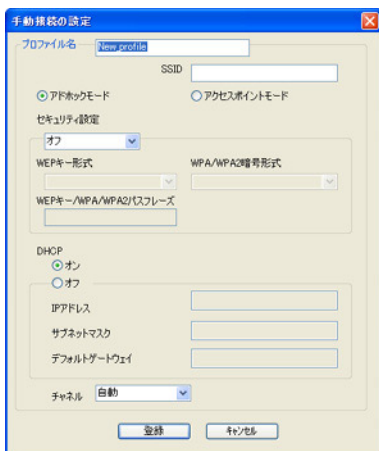 手動接続の設定
プロファイル名 New profile
SSID
アドホックモード アクセスポイントモード
セキュリティ設定
オフ
WEPキー形式 WPA/WPA2暗号形式
WEPキー/WPA/WPA2パスフレーズ
DHCP
オン
オフ
IPアドレス
サブネットマスク
デフォルトゲートウェイ
チャネル 自動
登録 キャンセル